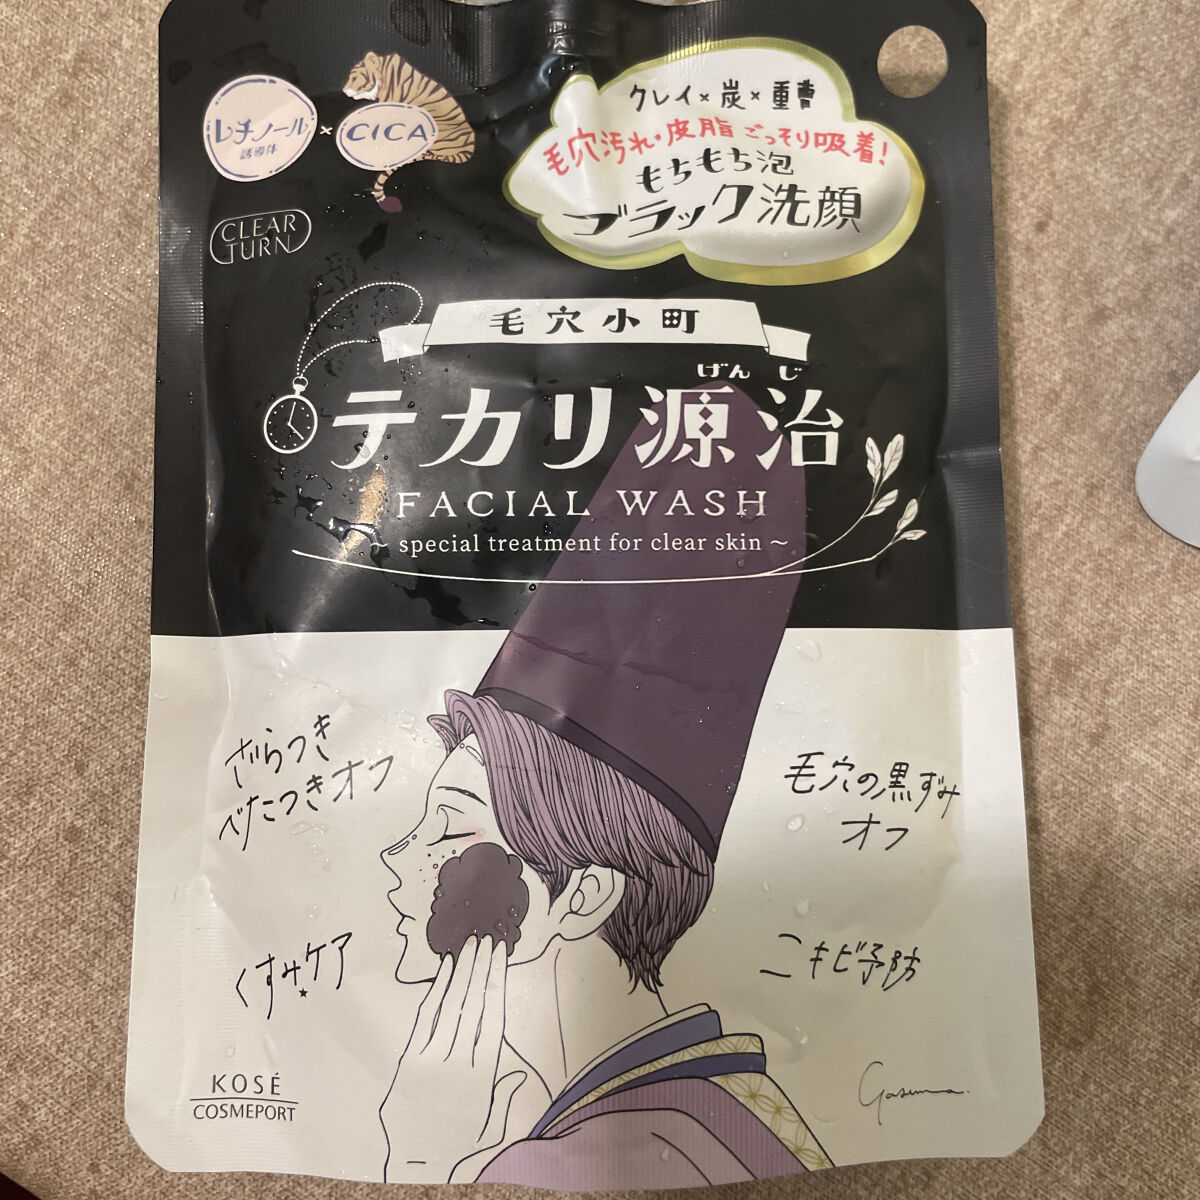 レチノール
誘導体
×
CICA
CLEAR
TURN
クレイ×炭×重曹
毛穴汚れ・皮脂ごっそり吸着!
もちもち泡
ブラック洗顔
毛穴小町
げんじ
テカリ源治
FACIAL WASH
~ special treatment for clear skin ~
ざらつき
べたつきオフ
毛穴の黒ずみ
オフ
くすみケア
ニキビ予防
KOSÉ
COSMEPORT